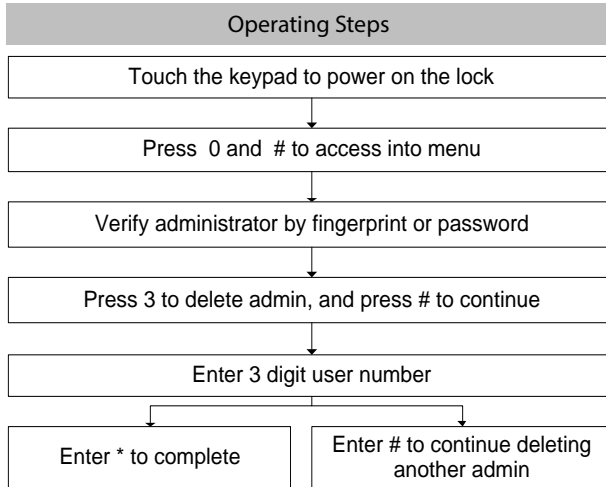 Operating Steps
Touch the keypad to power on the lock
Press 0 and # to access into menu
Verify administrator by fingerprint or password
Press 3 to delete admin, and press # to continue
Enter 3 digit user number
Enter * to complete
Enter # to continue deleting
another admin